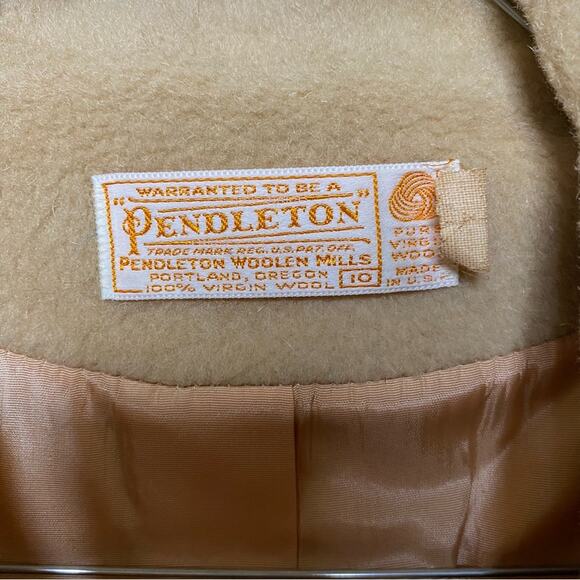 WARRANTED TO BE A
"PENDLETON"
TRADE MARK REG. U.S. PAT. OFF.
PENDLETON WOOLEN MILLS
PORTLAND, OREGON
100% VIRGIN WOOL 10
PURE
VIRGIN
WOOL
MADE
IN U.S.